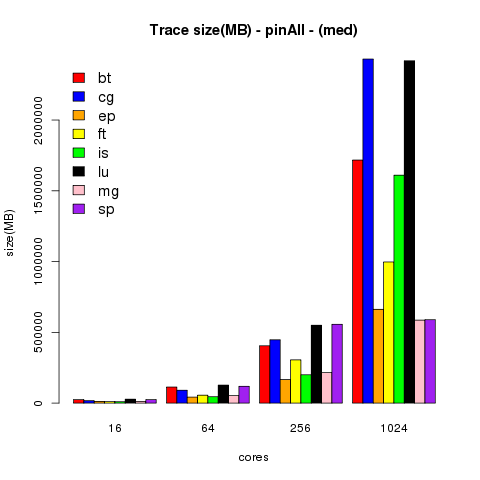 Trace size(MB) - pinAll - (med)
bt
cg
ep
ft
is
lu
mg
sp
size(MB)
2000000
1500000
1000000
500000
0
16 64 256 1024
cores